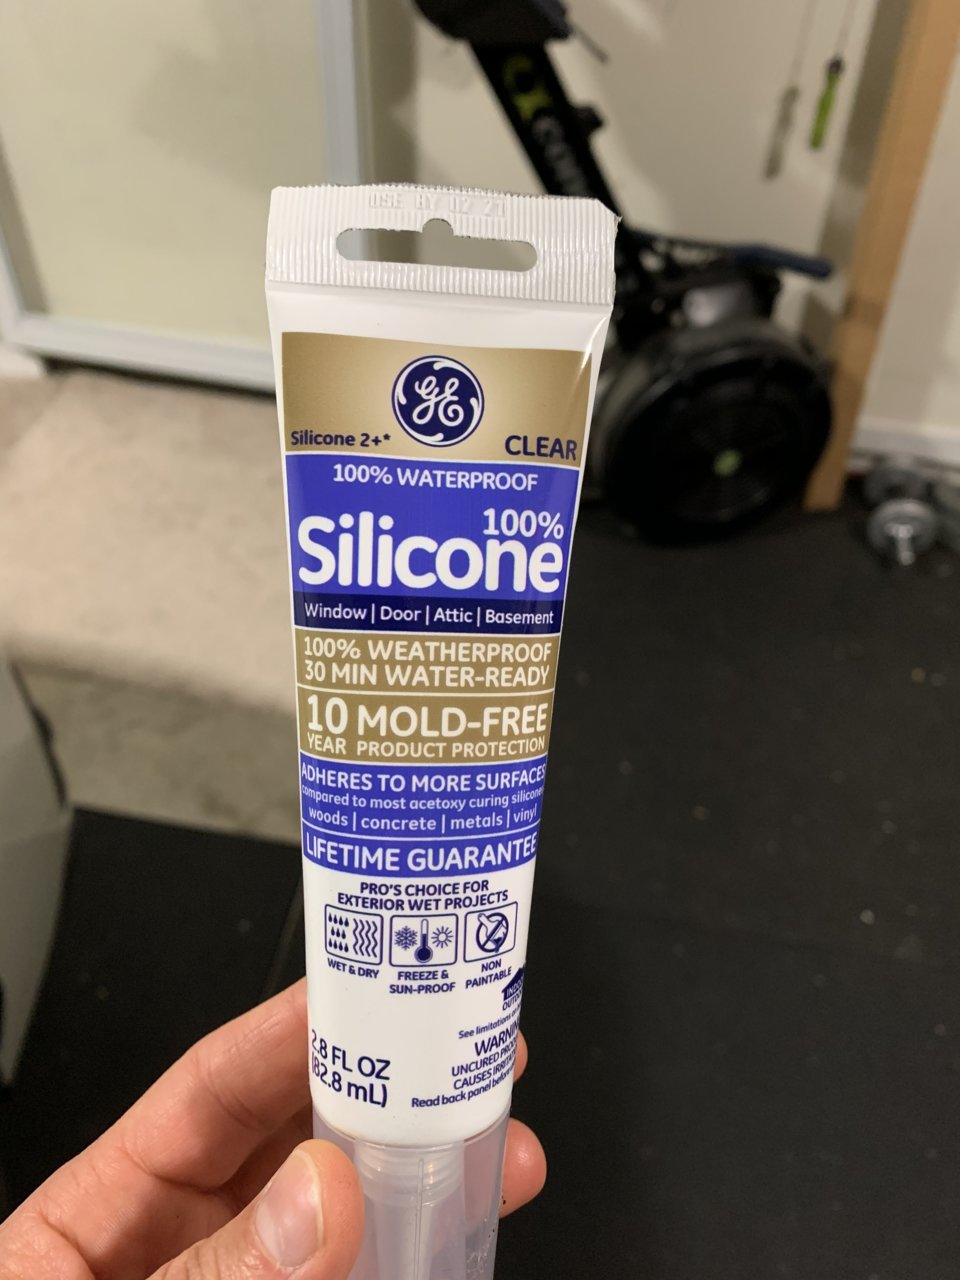 USE BY 02 21
GE
Silicone 2+*
CLEAR
100% WATERPROOF
100%
Silicone
Window | Door | Attic | Basement
100% WEATHERPROOF
30 MIN WATER-READY
10 MOLD-FREE
YEAR PRODUCT PROTECTION
ADHERES TO MORE SURFACES
compared to most acetoxy curing silicone
woods | concrete | metals | vinyl
LIFETIME GUARANTEE
PRO'S CHOICE FOR
EXTERIOR WET PROJECTS
WET & DRY
FREEZE &
SUN-PROOF
NON
PAINTABLE
See limitations
2.8 FL OZ
(82.8 mL)
UNCURED
CAUSES
Read back panel before